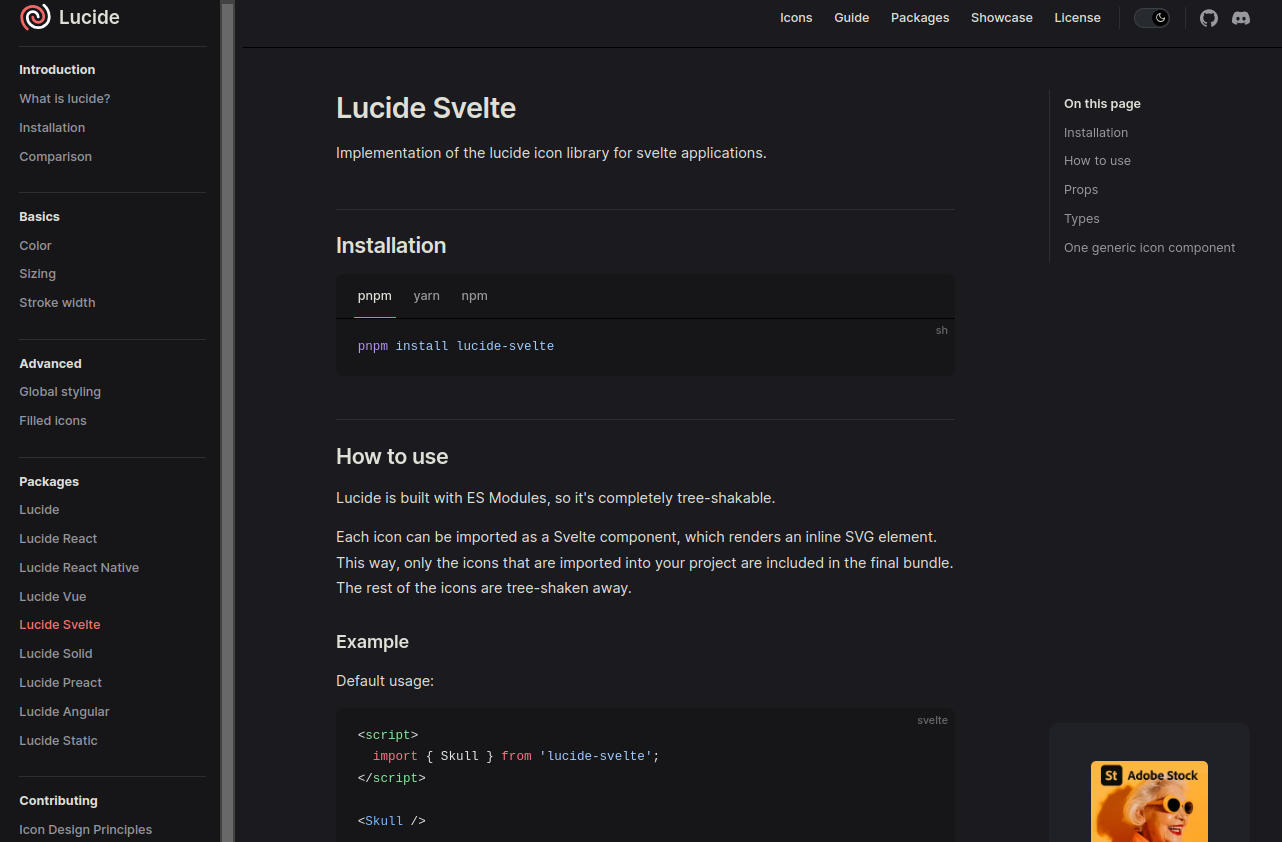 Lucide
Icons
Guide
Packages
Showcase
License
Introduction
What is lucide?
Installation
Comparison
Basics
Color
Sizing
Stroke width
Advanced
Global styling
Filled icons
Packages
Lucide
Lucide React
Lucide React Native
Lucide Vue
Lucide Svelte
Lucide Solid
Lucide Preact
Lucide Angular
Lucide Static
Contributing
Icon Design Principles
Lucide Svelte
Implementation of the lucide icon library for svelte applications.
Installation
pnpm
yarn
npm
sh
pnpm install lucide-svelte
How to use
Lucide is built with ES Modules, so it's completely tree-shakable.
Each icon can be imported as a Svelte component, which renders an inline SVG element.
This way, only the icons that are imported into your project are included in the final bundle.
The rest of the icons are tree-shaken away.
Example
Default usage:
svelte
<script>
import { Skull } from 'lucide-svelte';
</script>
<Skull />
On this page
Installation
How to use
Props
Types
One generic icon component
St Adobe Stock